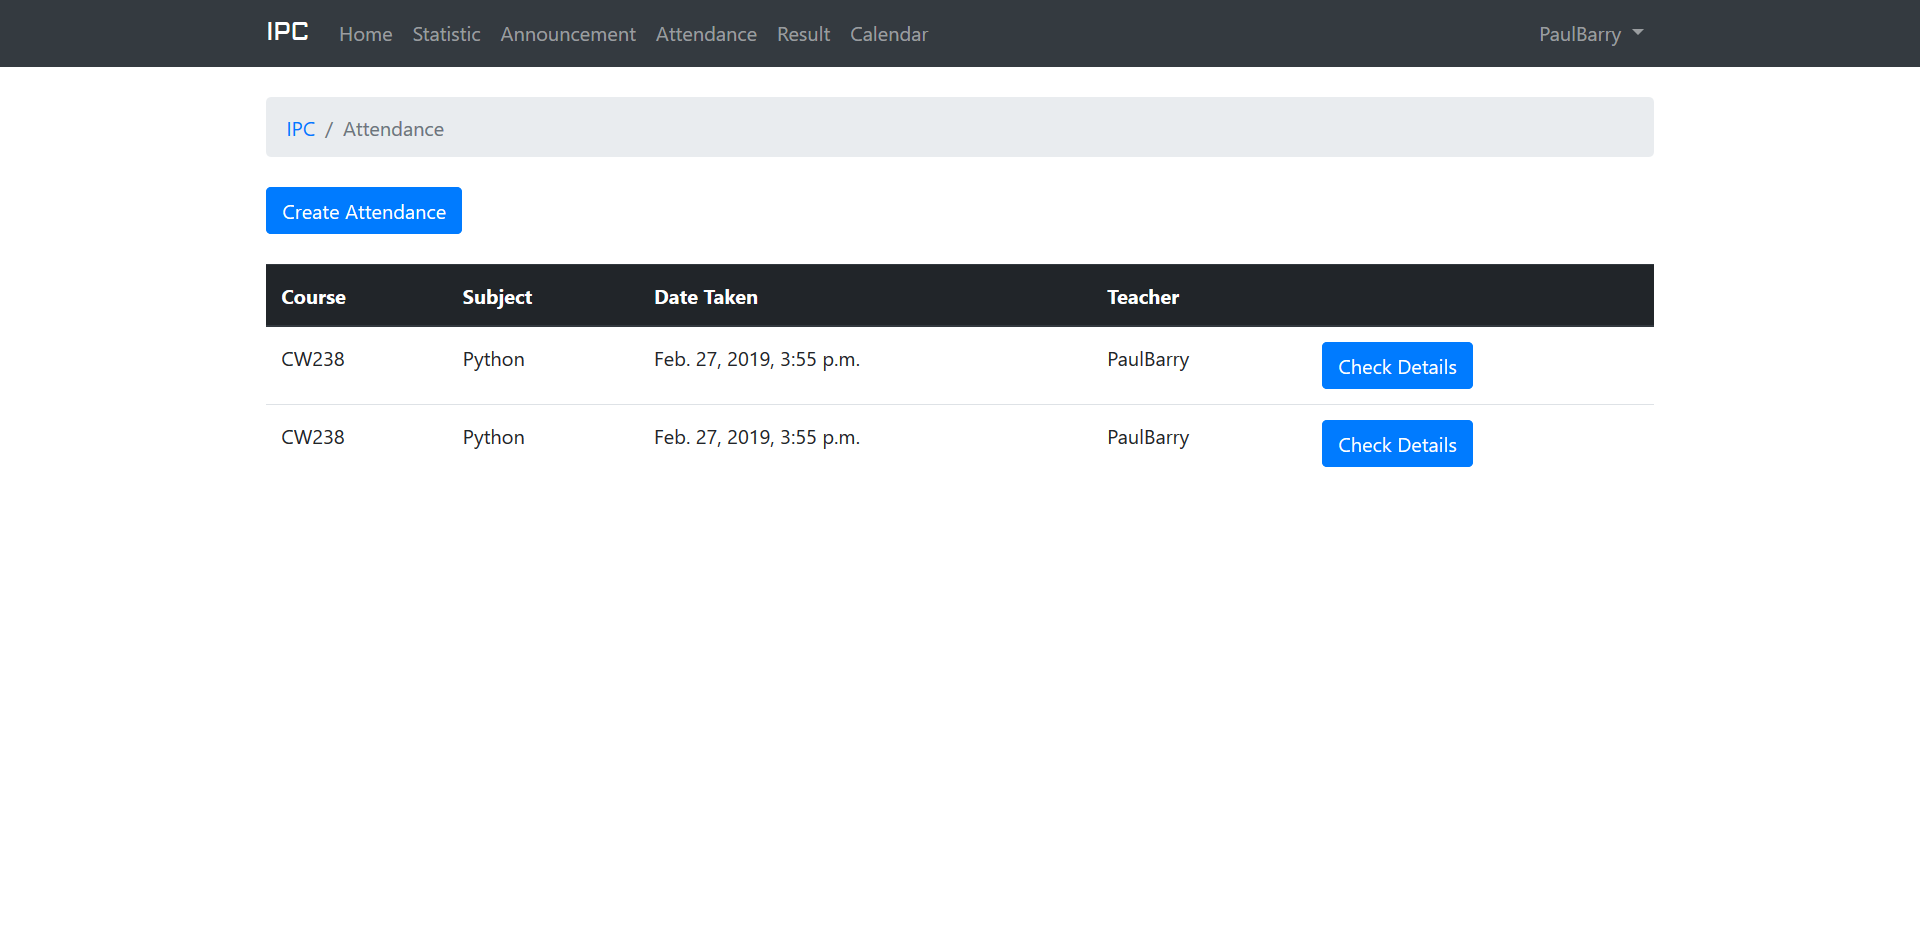 IPC Home Statistic Announcement Attendance Result Calendar PaulBarry
IPC / Attendance
Create Attendance
Course Subject Date Taken Teacher
CW238 Python Feb. 27, 2019, 3:55 p.m. PaulBarry Check Details
CW238 Python Feb. 27, 2019, 3:55 p.m. PaulBarry Check Details